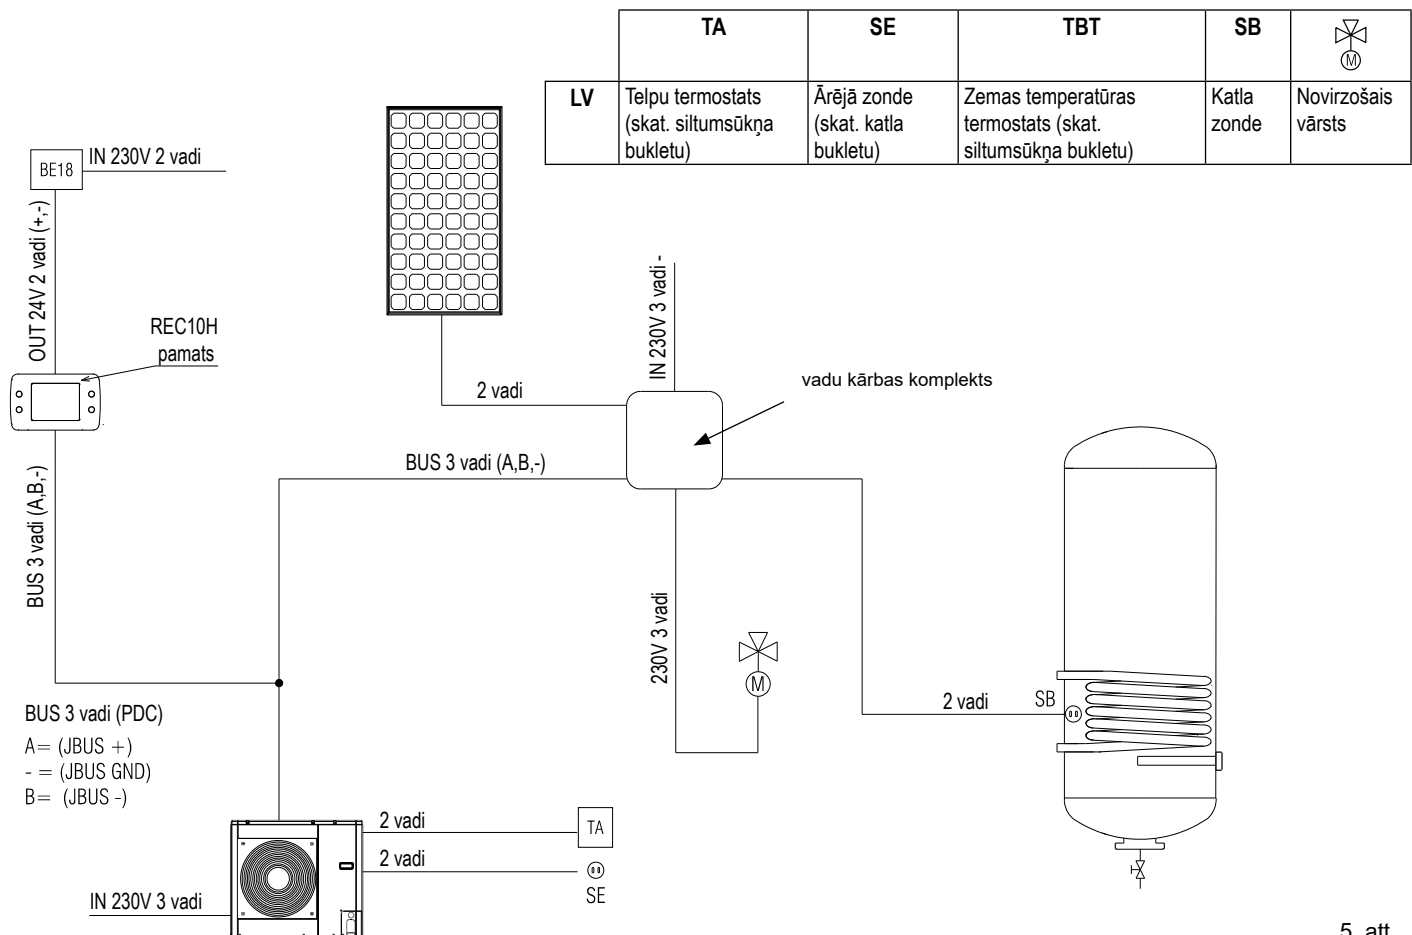 TA SE TBT SB
M
LV Telpu termostats (skat. siltumsūkņa bukletu) Ārējā zonde (skat. katla bukletu) Zemas temperatūras termostats (skat. siltumsūkņa bukletu) Katla zonde Novirzošais vārsts
BE18
IN 230V 2 vadi
OUT 24V 2 vadi (+,-)
REC10H
pamats
IN 230V 3 vadi -
2 vadi
vadu kārbas komplekts
BUS 3 vadi (A,B,-)
BUS 3 vadi (A,B,-)
230V 3 vadi
M
2 vadi
SB
BUS 3 vadi (PDC)
A= (JBUS +)
- = (JBUS GND)
B= (JBUS -)
2 vadi
TA
2 vadi
SE
IN 230V 3 vadi